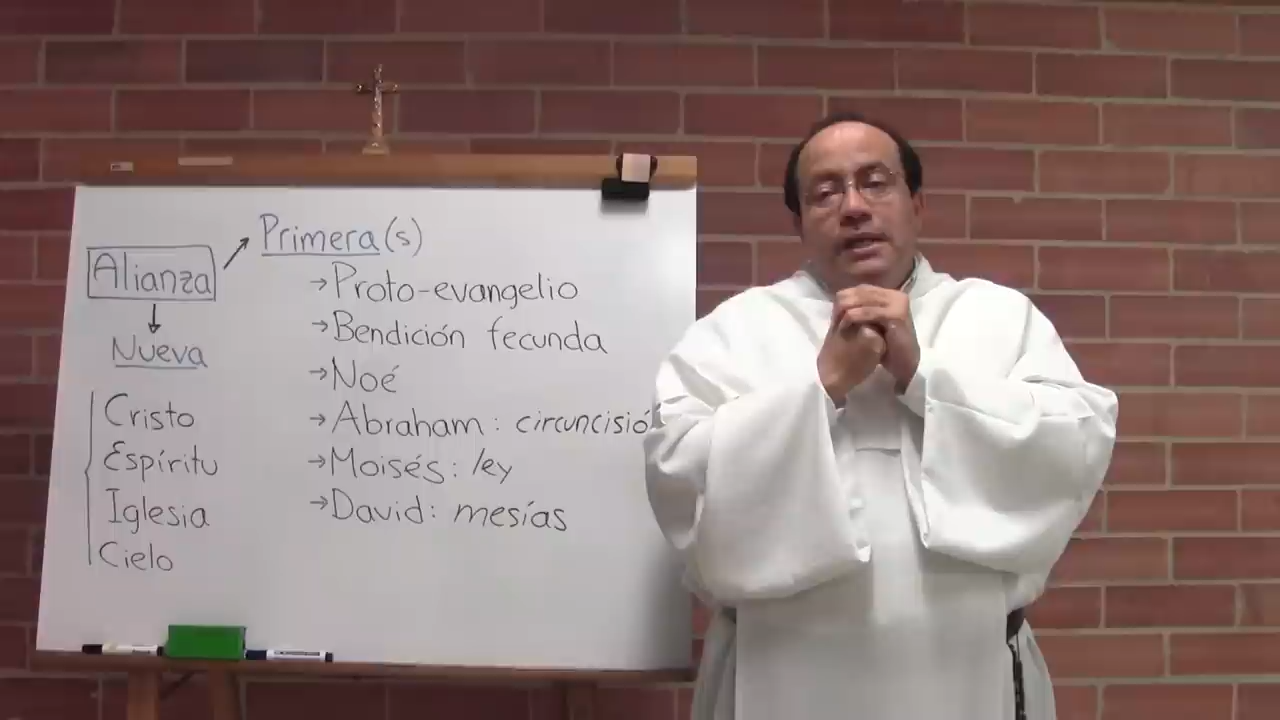 Alianza
Nueva
Cristo
Espíritu
Iglesia
Cielo
Primera(s)
→Proto-evangelio
→Bendición fecunda
→Noé
→Abraham: circuncisió
→Moisés: ley
→David: mesías